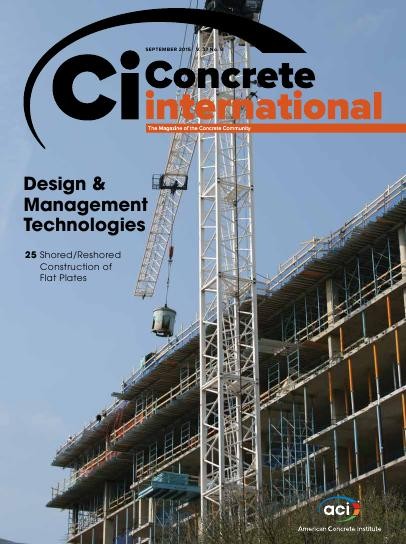 SEPTEMBER 2015
Ci Concrete
international
The Magazine of the Concrete Community
Design &
Management
Technologies
25 Shored/Reshored
Construction of
Flat Plates
aci
American Concrete Institute